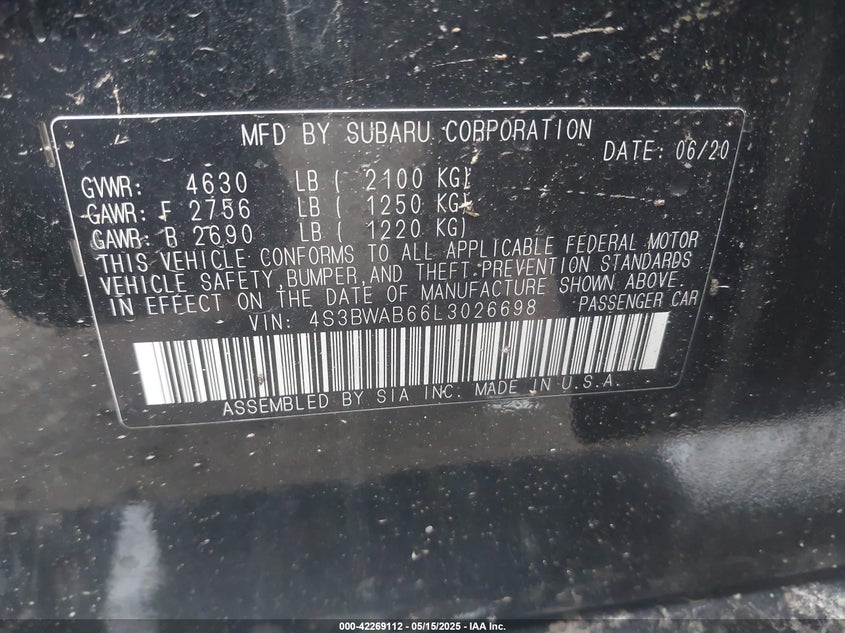 MFD BY SUBARU CORPORATION
DATE: 06/20
GVWR: 4630 LB ( 2100 KG)
GAWR: F 2756 LB ( 1250 KG)
GAWR: R 2690 LB ( 1220 KG)
THIS VEHICLE CONFORMS TO ALL APPLICABLE FEDERAL MOTOR
VEHICLE SAFETY, BUMPER, AND THEFT PREVENTION STANDARDS
IN EFFECT ON THE DATE OF MANUFACTURE SHOWN ABOVE.
VIN: 4S3BWAB66L3026698 PASSENGER CAR
ASSEMBLED BY SIA INC. MADE IN U.S.A.
000-42269112 - 05/15/2025 - IAA Inc.